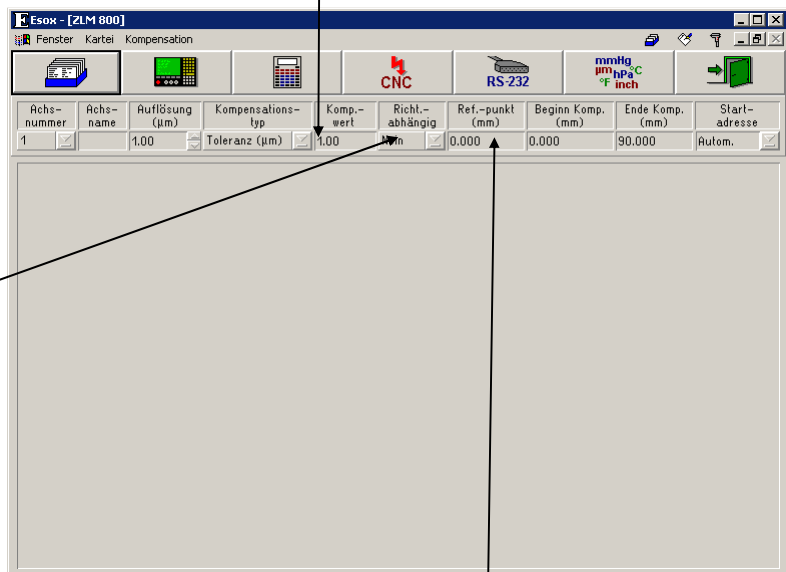 Esox - [ZLM 800]
Fenster Kartei Kompensation
CNC
RS-232
mmHg
µm hPa °C
°F inch
Achs-nummer Achs-name Auflösung (µm) Kompensations-typ Komp.-wert Richt.-abhängig Ref.-punkt (mm) Beginn Komp. (mm) Ende Komp. (mm) Start-adresse
1 1.00 Toleranz (µm) 1.00 0.000 0.000 90.000 Autom.